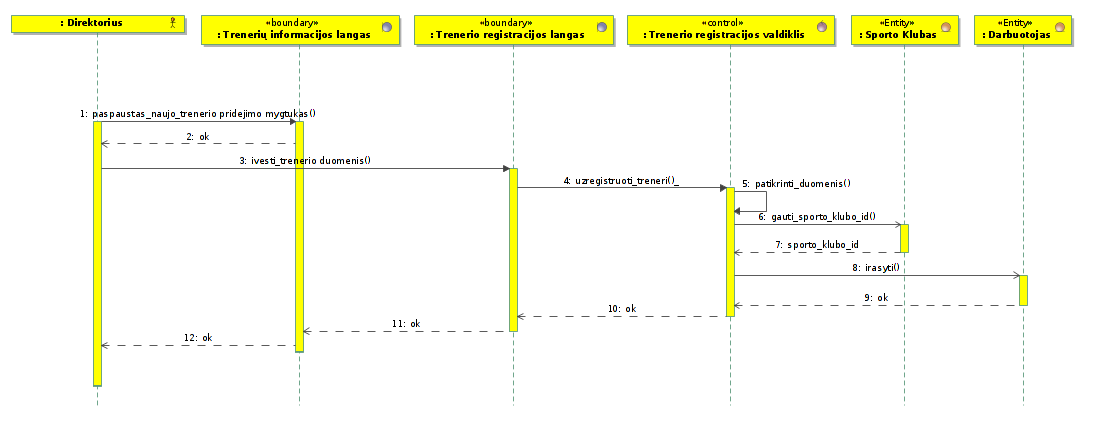 : Direktorius
«boundary»
: Trenerių informacijos langas
«boundary»
: Trenerio registracijos langas
«control»
: Trenerio registracijos valdiklis
«Entity»
: Sporto Klubas
«Entity»
: Darbuotojas
1: paspaustas_naujo_trenerio pridejimo mygtukas()
2: ok
3: ivesti_trenerio duomenis()
4: uzregistruoti_treneri()_
5: patikrinti_duomenis()
6: gauti_sporto_klubo_id()
7: sporto_klubo_id
8: irasyti()
9: ok
10: ok
11: ok
12: ok